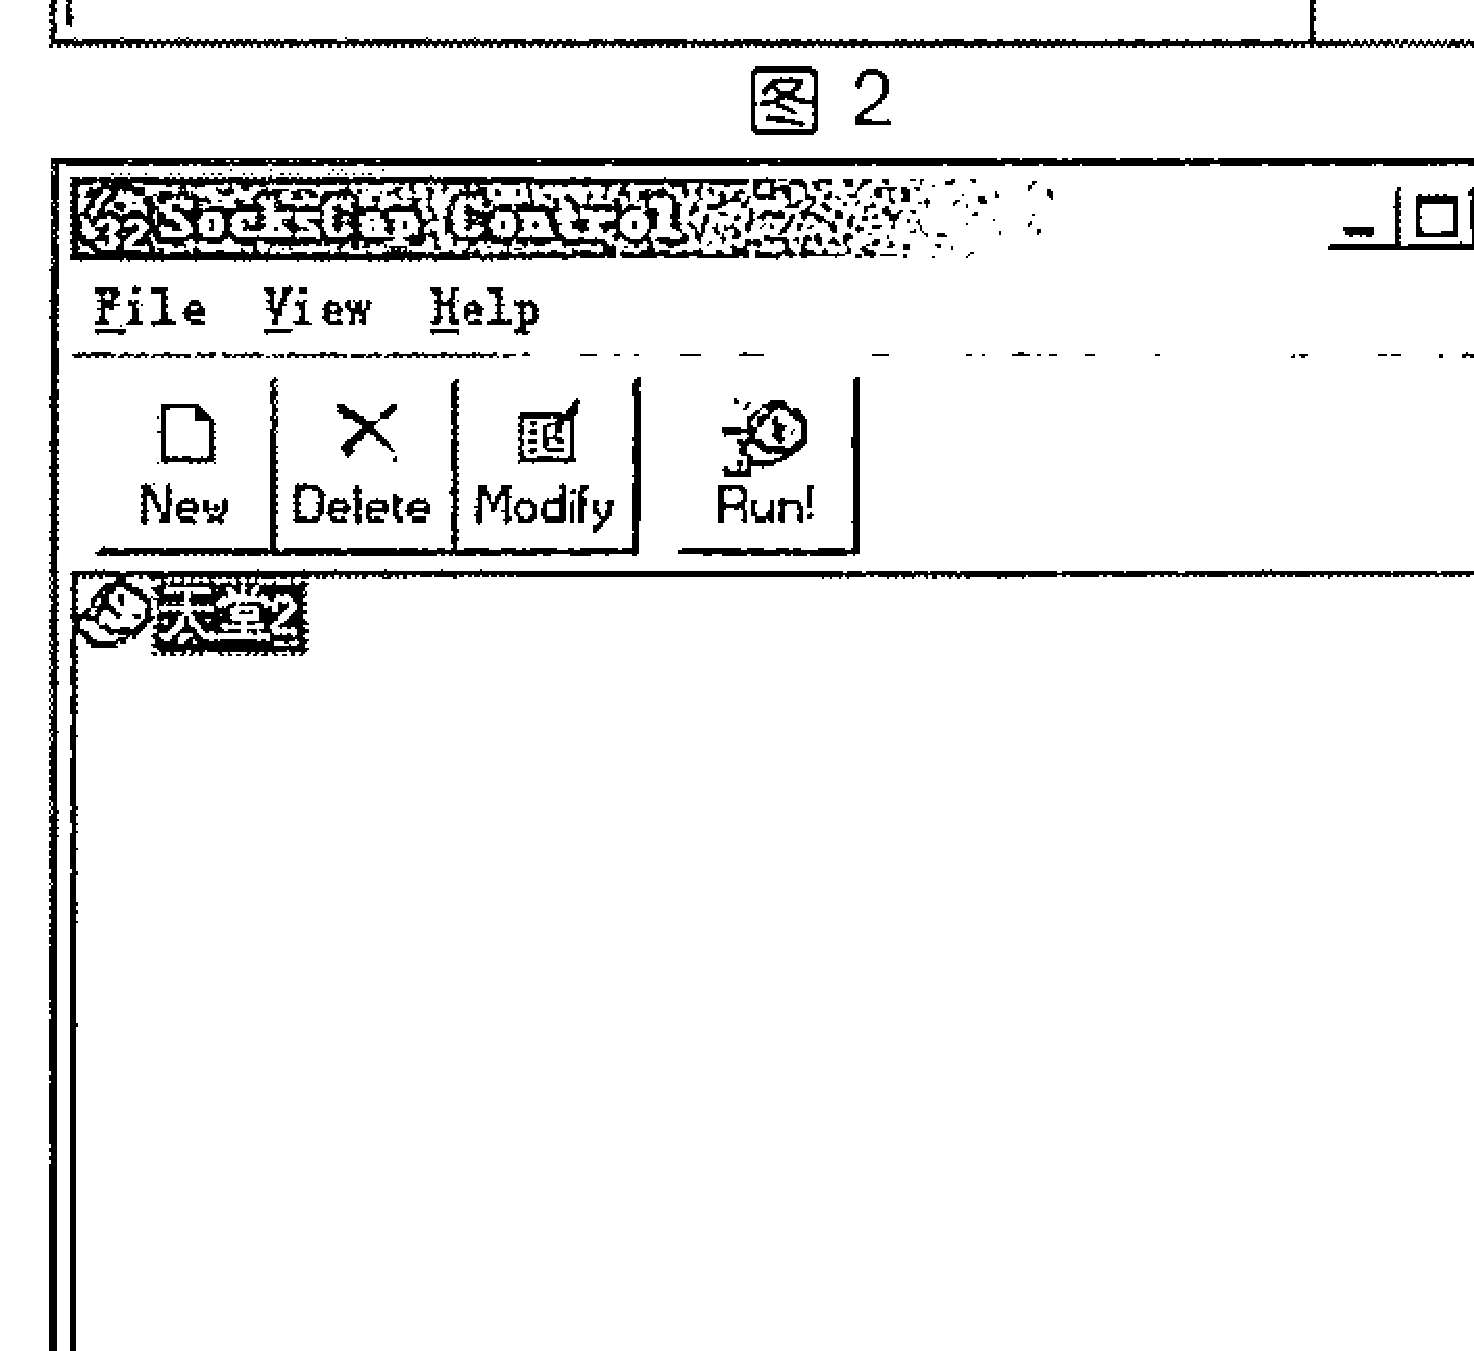 图 2
SocksCap Control
File View Help
New Delete Modify Run!
天堂2